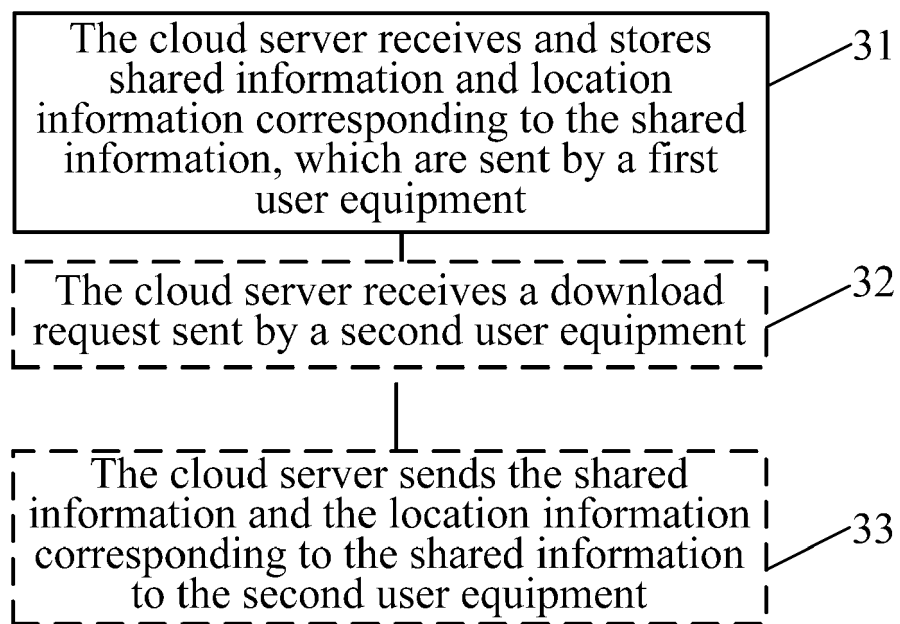 The cloud server receives and stores
shared information and location
information corresponding to the shared
information, which are sent by a first
user equipment
31
The cloud server receives a download
request sent by a second user equipment
32
The cloud server sends the shared
information and the location information
corresponding to the shared information
to the second user equipment
33